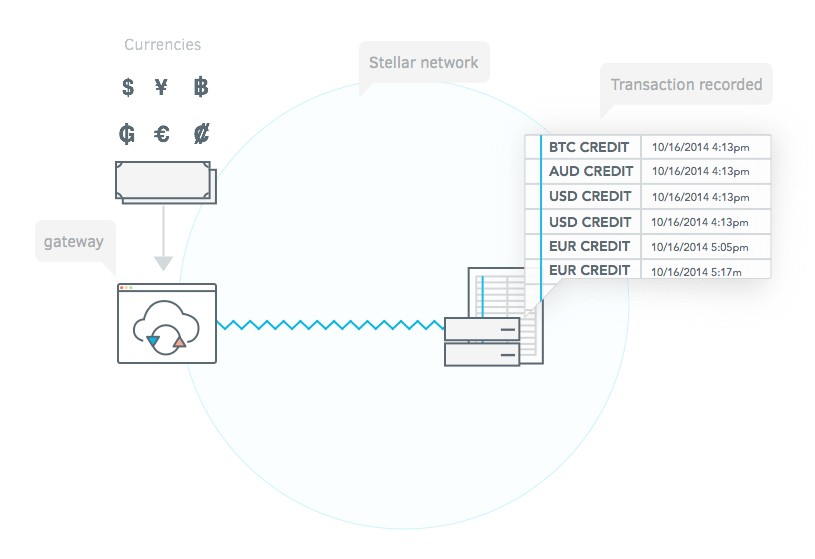 Currencies
$ ¥ ฿
₲ € ₡
Stellar network
Transaction recorded
BTC CREDIT 10/16/2014 4:13pm
AUD CREDIT 10/16/2014 4:13pm
USD CREDIT 10/16/2014 4:13pm
USD CREDIT 10/16/2014 4:13pm
EUR CREDIT 10/16/2014 5:05pm
EUR CREDIT 10/16/2014 5:17m
gateway